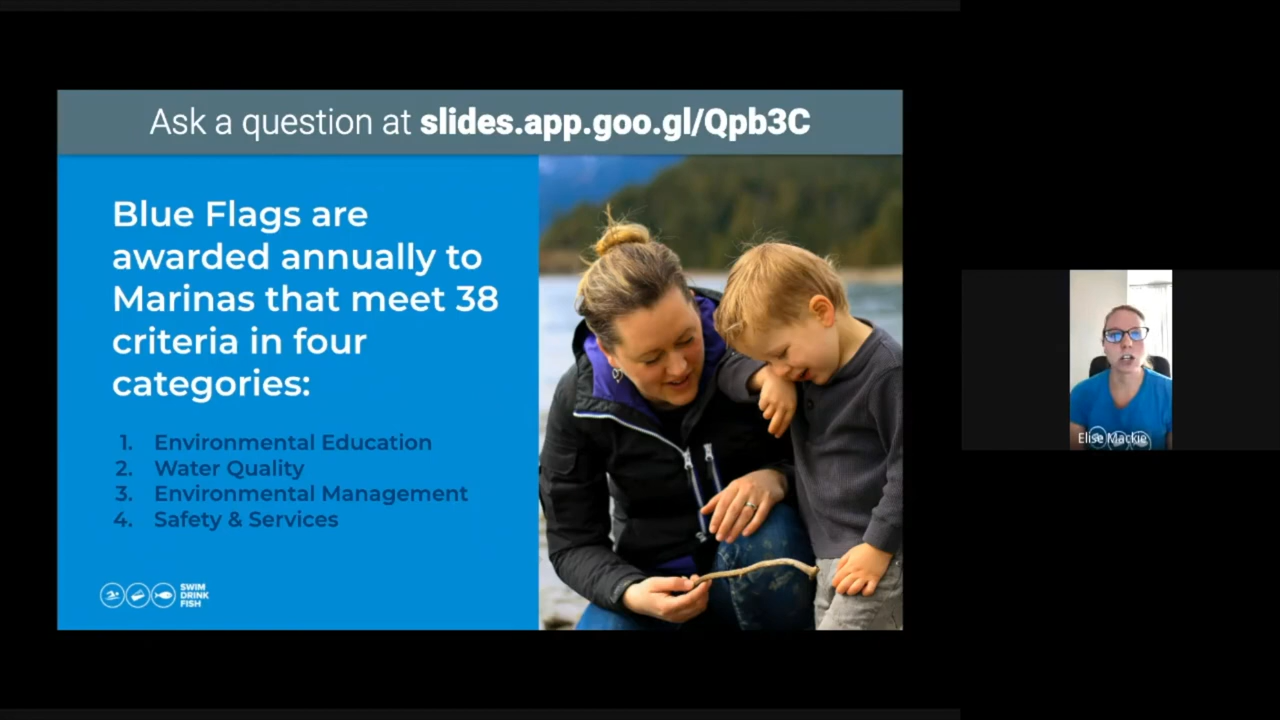 Ask a question at slides.app.goo.gl/Qpb3C
Blue Flags are
awarded annually to
Marinas that meet 38
criteria in four
categories:
1. Environmental Education
2. Water Quality
3. Environmental Management
4. Safety & Services
SWIM
DRINK
FISH
Elise Mackie